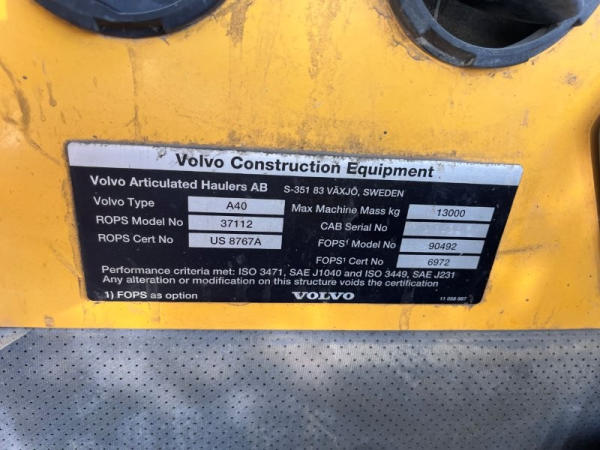 Volvo Construction Equipment
Volvo Articulated Haulers AB S-351 83 VÄXJÖ, SWEDEN
Volvo Type A40 Max Machine Mass kg 13000
ROPS Model No 37112 CAB Serial No
ROPS Cert No US 8767A FOPS¹ Model No 90492
FOPS¹ Cert No 6972
Performance criteria met: ISO 3471, SAE J1040 and ISO 3449, SAE J231
Any alteration or modification on this structure voids the certification
1) FOPS as option VOLVO